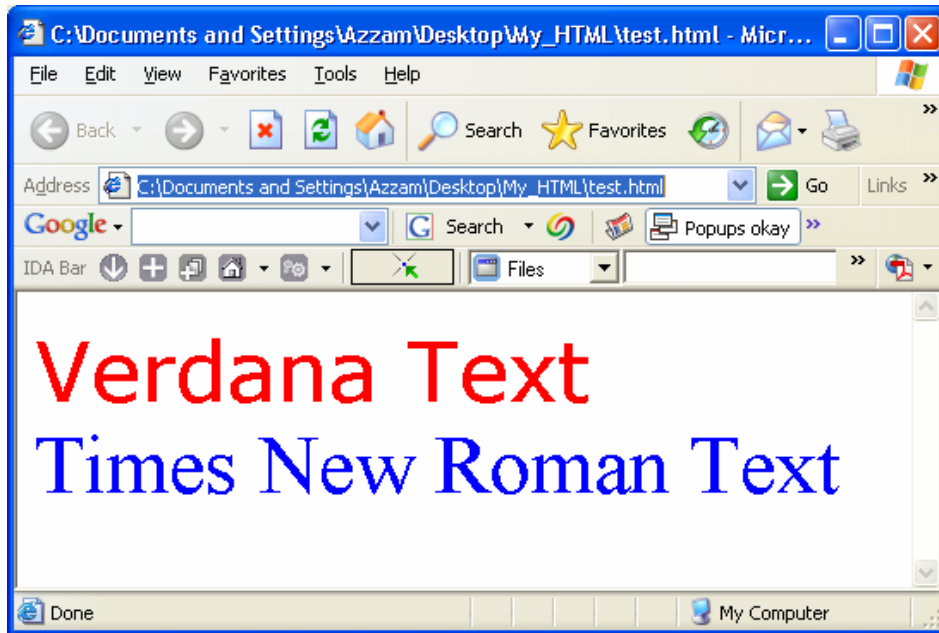 C:\Documents and Settings\Azzam\Desktop\My_HTML\test.html - Micr...
File Edit View Favorites Tools Help
Back Search Favorites »
Address C:\Documents and Settings\Azzam\Desktop\My_HTML\test.html Go Links »
Google G Search Popups okay »
IDA Bar Files »
Verdana Text
Times New Roman Text
Done My Computer